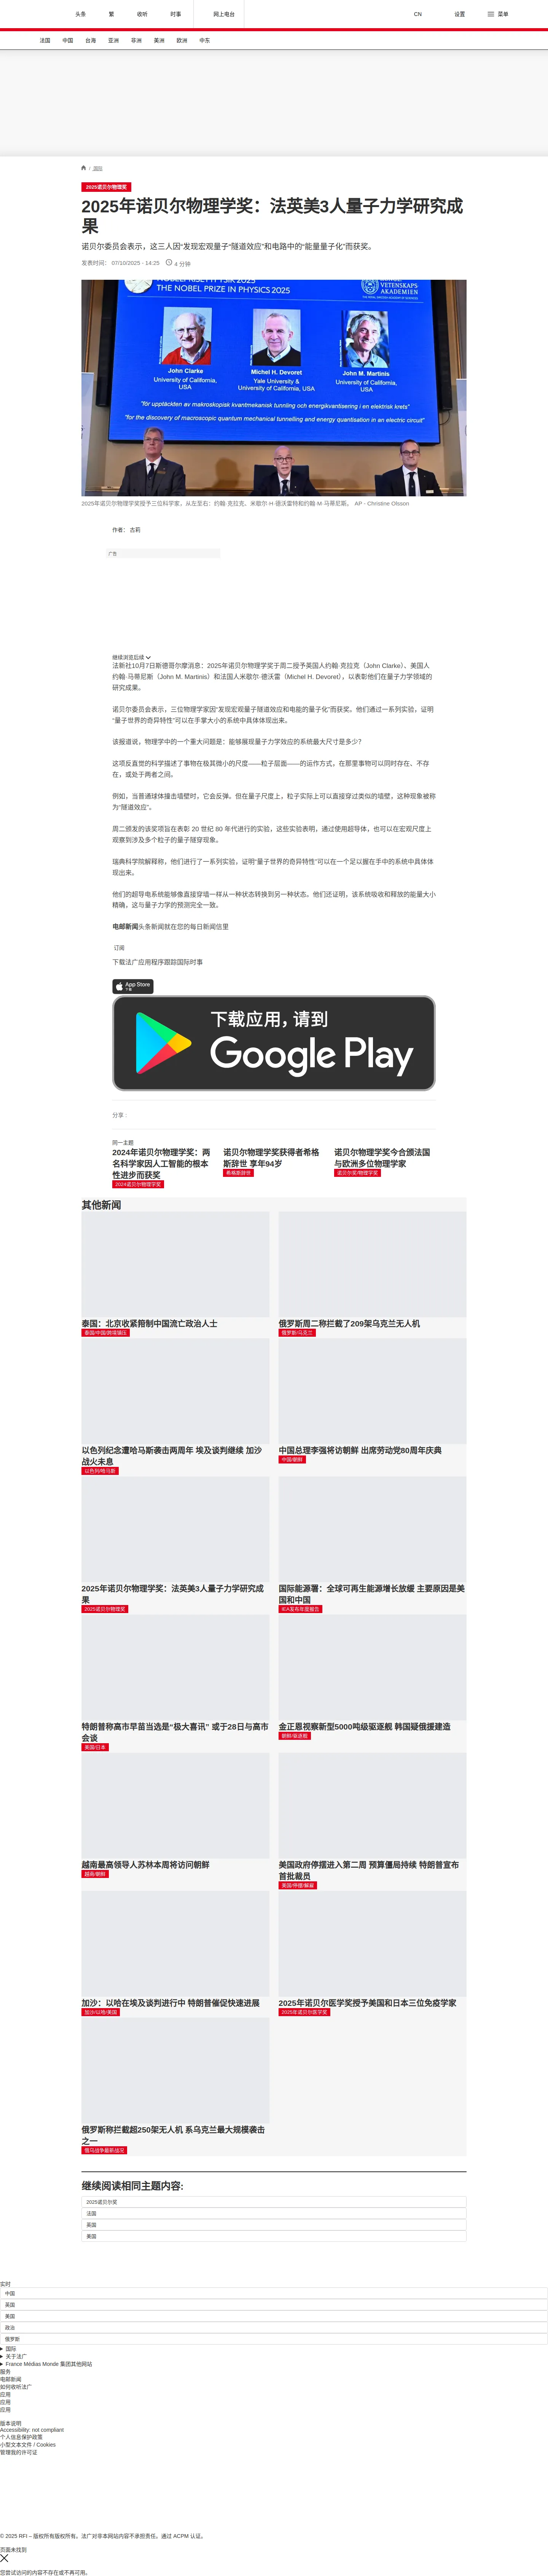 头条
繁
收听
时事
网上电台
CN
设置
菜单
法国
中国
台海
亚洲
非洲
美洲
欧洲
中东
/ 国际
2025诺贝尔物理学奖
2025年诺贝尔物理学奖：法英美3人量子力学研究成
果
诺贝尔委员会表示，这三人因“发现宏观量子“隧道效应”和电路中的“能量量子化”而获奖。
发表时间： 07/10/2025 - 14:25
4 分钟
THE NOBEL PRIZE IN PHYSICS 2025
VETENSKAPS
AKADEMIEN
John Clarke
University of California,
USA
Michel H. Devoret
Yale University &
University of California, USA
John M. Martinis
University of California,
USA
"för upptäckten av makroskopisk kvantmekanisk tunnling och energikvantisering i en elektrisk krets"
"for the discovery of macroscopic quantum mechanical tunnelling and energy quantisation in an electric circuit"
2025年诺贝尔物理学奖授予三位科学家，从左至右：约翰·克拉克、米歇尔·H·德沃雷特和约翰·M·马蒂尼斯。 AP - Christine Olsson
作者： 古莉
广告
继续浏览后续
法新社10月7日斯德哥尔摩消息：2025年诺贝尔物理学奖于周二授予英国人约翰·克拉克（John Clarke）、美国人
约翰·马蒂尼斯（John M. Martinis）和法国人米歇尔·德沃雷（Michel H. Devoret），以表彰他们在量子力学领域的
研究成果。
诺贝尔委员会表示，三位物理学家因“发现宏观量子隧道效应和电能的量子化”而获奖。他们通过一系列实验，证明
“量子世界的奇异特性”可以在手掌大小的系统中具体体现出来。
该报道说，物理学中的一个重大问题是：能够展现量子力学效应的系统最大尺寸是多少？
这项反直觉的科学描述了事物在极其微小的尺度——粒子层面——的运作方式，在那里事物可以同时存在、不存
在，或处于两者之间。
例如，当普通球体撞击墙壁时，它会反弹。但在量子尺度上，粒子实际上可以直接穿过类似的墙壁，这种现象被称
为“隧道效应”。
周二颁发的该奖项旨在表彰 20 世纪 80 年代进行的实验，这些实验表明，通过使用超导体，也可以在宏观尺度上
观察到涉及多个粒子的量子隧穿现象。
瑞典科学院解释称，他们进行了一系列实验，证明“量子世界的奇异特性”可以在一个足以握在手中的系统中具体体
现出来。
他们的超导电系统能够像直接穿墙一样从一种状态转换到另一种状态。他们还证明，该系统吸收和释放的能量大小
精确，这与量子力学的预测完全一致。
电邮新闻头条新闻就在您的每日新闻信里
订阅
下载法广应用程序跟踪国际时事
App Store
下载
下载应用，请到
Google Play
分享 :
同一主题
2024年诺贝尔物理学奖：两
名科学家因人工智能的根本
性进步而获奖
2024诺贝尔物理学奖
诺贝尔物理学奖获得者希格
斯辞世 享年94岁
希格斯辞世
诺贝尔物理学奖今合颁法国
与欧洲多位物理学家
诺贝尔奖/物理学奖
其他新闻
泰国：北京收紧箝制中国流亡政治人士
泰国/中国/跨境镇压
俄罗斯周二称拦截了209架乌克兰无人机
俄罗斯/乌克兰
以色列纪念遭哈马斯袭击两周年 埃及谈判继续 加沙
战火未息
以色列/哈马斯
中国总理李强将访朝鲜 出席劳动党80周年庆典
中国/朝鲜
2025年诺贝尔物理学奖：法英美3人量子力学研究成
果
2025诺贝尔物理奖
国际能源署：全球可再生能源增长放缓 主要原因是美
国和中国
IEA发布年度报告
特朗普称高市早苗当选是“极大喜讯” 或于28日与高市
会谈
美国/日本
金正恩视察新型5000吨级驱逐舰 韩国疑俄援建造
朝鲜/驱逐舰
越南最高领导人苏林本周将访问朝鲜
越南/朝鲜
美国政府停摆进入第二周 预算僵局持续 特朗普宣布
首批裁员
美国/停摆/解雇
加沙：以哈在埃及谈判进行中 特朗普催促快速进展
加沙/以哈/美国
2025年诺贝尔医学奖授予美国和日本三位免疫学家
2025年诺贝尔医学奖
俄罗斯称拦截超250架无人机 系乌克兰最大规模袭击
之一
俄乌战争最新战况
继续阅读相同主题内容:
2025诺贝尔奖
法国
英国
美国
实时
中国
英国
美国
政治
俄罗斯
国际
关于法广
France Médias Monde 集团其他网站
服务
电邮新闻
如何收听法广
应用
应用
应用
版本说明
Accessibility: not compliant
个人信息保护政策
小型文本文件 / Cookies
管理我的许可证
© 2025 RFI – 版权所有版权所有。法广对非本网站内容不承担责任。通过 ACPM 认证。
页面未找到
您尝试访问的内容不存在或不再可用。